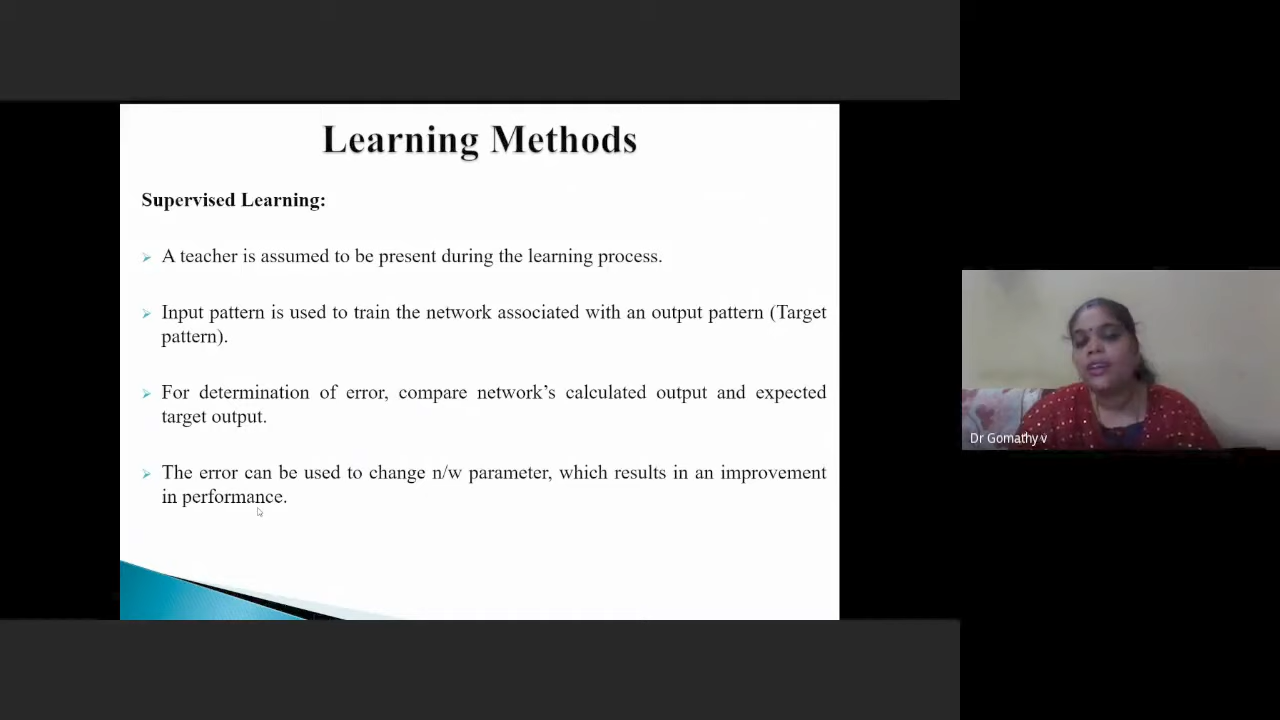 Learning Methods
Supervised Learning:
A teacher is assumed to be present during the learning process.
Input pattern is used to train the network associated with an output pattern (Target
pattern).
For determination of error, compare network’s calculated output and expected
target output.
The error can be used to change n/w parameter, which results in an improvement
in performance.
Dr Gomathy v